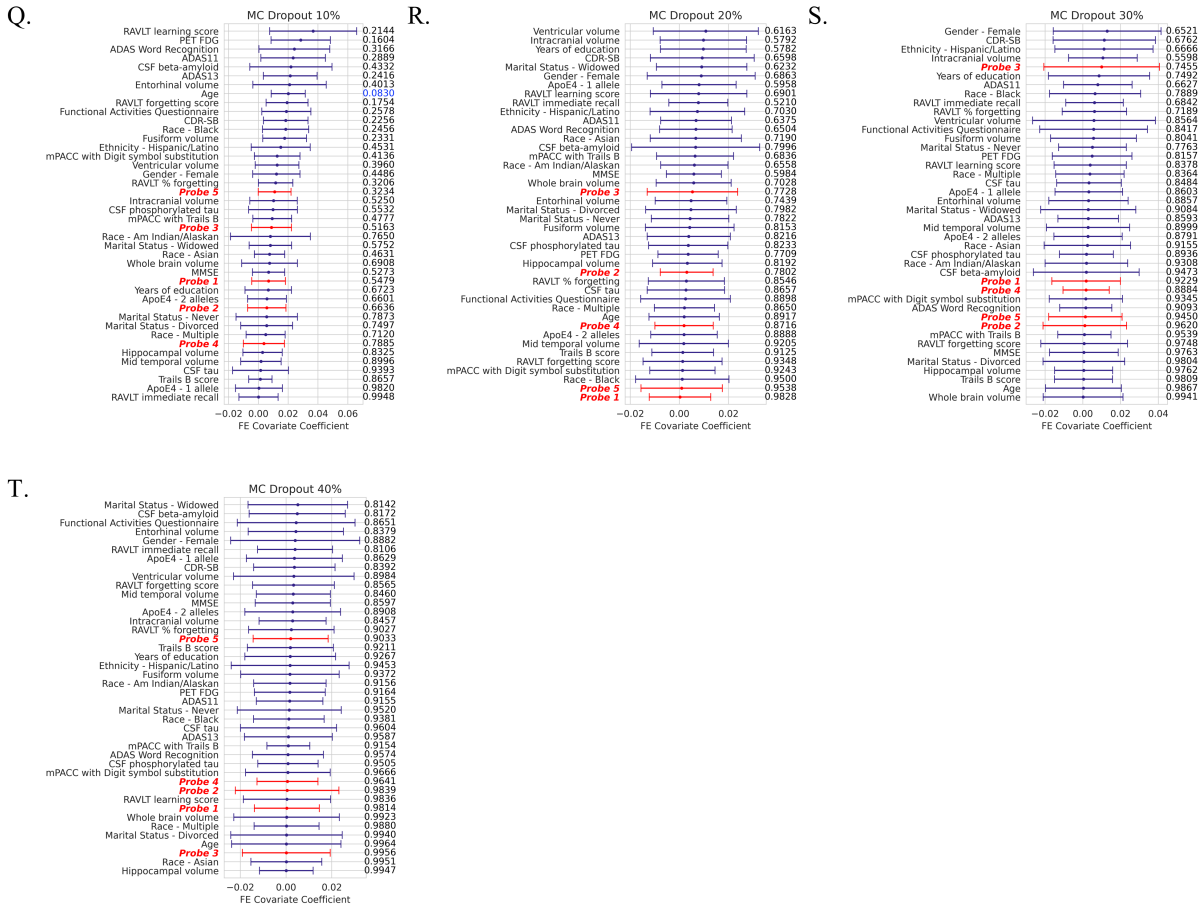 Q.
MC Dropout 10%
RAVLT learning score 0.2144
PET FDG 0.1604
ADAS Word Recognition 0.3166
ADAS11 0.2889
CSF beta-amyloid 0.4332
ADAS13 0.2416
Entorhinal volume 0.4013
Age 0.0830
RAVLT forgetting score 0.1754
Functional Activities Questionnaire 0.2578
CDR-SB 0.2256
Race - Black 0.2456
Fusiform volume 0.2331
Ethnicity - Hispanic/Latino 0.4531
mPACC with Digit symbol substitution 0.4136
Ventricular volume 0.3960
Gender - Female 0.4486
RAVLT % forgetting 0.3206
Probe 5 0.3234
Intracranial volume 0.5250
CSF phosphorylated tau 0.5532
mPACC with Trails B 0.4777
Probe 3 0.5163
Race - Am Indian/Alaskan 0.7650
Marital Status - Widowed 0.5752
Race - Asian 0.4631
Whole brain volume 0.6908
MMSE 0.5273
Probe 1 0.5479
Years of education 0.6723
ApoE4 - 2 alleles 0.6601
Probe 2 0.6636
Marital Status - Never 0.7873
Marital Status - Divorced 0.7497
Race - Multiple 0.7120
Probe 4 0.7885
Hippocampal volume 0.8325
Mid temporal volume 0.8996
CSF tau 0.9393
Trails B score 0.8657
ApoE4 - 1 allele 0.9820
RAVLT immediate recall 0.9948
−0.02 0.00 0.02 0.04 0.06
FE Covariate Coefficient
R.
MC Dropout 20%
Ventricular volume 0.6163
Intracranial volume 0.5792
Years of education 0.5782
CDR-SB 0.6598
Marital Status - Widowed 0.6232
Gender - Female 0.6863
ApoE4 - 1 allele 0.5958
RAVLT learning score 0.6901
RAVLT immediate recall 0.5210
Ethnicity - Hispanic/Latino 0.7030
ADAS11 0.6375
ADAS Word Recognition 0.6504
Race - Asian 0.7190
CSF beta-amyloid 0.7996
mPACC with Trails B 0.6836
Race - Am Indian/Alaskan 0.6558
MMSE 0.5984
Whole brain volume 0.7028
Probe 3 0.7728
Entorhinal volume 0.7439
Marital Status - Divorced 0.7982
Marital Status - Never 0.7822
Fusiform volume 0.8153
ADAS13 0.8216
CSF phosphorylated tau 0.8233
PET FDG 0.7709
Hippocampal volume 0.8192
Probe 2 0.7802
RAVLT % forgetting 0.8546
CSF tau 0.8657
Functional Activities Questionnaire 0.8898
Race - Multiple 0.8650
Age 0.8917
Probe 4 0.8716
ApoE4 - 2 alleles 0.8888
Mid temporal volume 0.9205
Trails B score 0.9125
RAVLT forgetting score 0.9348
mPACC with Digit symbol substitution 0.9243
Race - Black 0.9500
Probe 5 0.9538
Probe 1 0.9828
−0.02 0.00 0.02
FE Covariate Coefficient
S.
MC Dropout 30%
Gender - Female 0.6521
CDR-SB 0.6762
Ethnicity - Hispanic/Latino 0.6666
Intracranial volume 0.5598
Probe 3 0.7455
Years of education 0.7492
ADAS11 0.6627
Race - Black 0.7889
RAVLT immediate recall 0.6842
RAVLT % forgetting 0.7189
Ventricular volume 0.8564
Functional Activities Questionnaire 0.8417
Fusiform volume 0.8041
Marital Status - Never 0.7763
PET FDG 0.8157
RAVLT learning score 0.8378
Race - Multiple 0.8364
CSF tau 0.8484
ApoE4 - 1 allele 0.8603
Entorhinal volume 0.8857
Marital Status - Widowed 0.9084
ADAS13 0.8593
Mid temporal volume 0.8999
ApoE4 - 2 alleles 0.8791
Race - Asian 0.9155
CSF phosphorylated tau 0.8936
Race - Am Indian/Alaskan 0.9308
CSF beta-amyloid 0.9473
Probe 1 0.9229
Probe 4 0.8884
mPACC with Digit symbol substitution 0.9345
ADAS Word Recognition 0.9093
Probe 5 0.9450
Probe 2 0.9620
mPACC with Trails B 0.9539
RAVLT forgetting score 0.9748
MMSE 0.9763
Marital Status - Divorced 0.9804
Hippocampal volume 0.9762
Trails B score 0.9809
Age 0.9867
Whole brain volume 0.9941
−0.02 0.00 0.02 0.04
FE Covariate Coefficient
T.
MC Dropout 40%
Marital Status - Widowed 0.8142
CSF beta-amyloid 0.8172
Functional Activities Questionnaire 0.8651
Entorhinal volume 0.8379
Gender - Female 0.8882
RAVLT immediate recall 0.8106
ApoE4 - 1 allele 0.8629
CDR-SB 0.8392
Ventricular volume 0.8984
RAVLT forgetting score 0.8565
Mid temporal volume 0.8460
MMSE 0.8597
ApoE4 - 2 alleles 0.8908
Intracranial volume 0.8457
RAVLT % forgetting 0.9027
Probe 5 0.9033
Trails B score 0.9211
Years of education 0.9267
Ethnicity - Hispanic/Latino 0.9453
Fusiform volume 0.9372
Race - Am Indian/Alaskan 0.9156
PET FDG 0.9164
ADAS11 0.9155
Marital Status - Never 0.9520
Race - Black 0.9381
CSF tau 0.9604
ADAS13 0.9587
mPACC with Trails B 0.9154
ADAS Word Recognition 0.9574
CSF phosphorylated tau 0.9505
mPACC with Digit symbol substitution 0.9666
Probe 4 0.9641
Probe 2 0.9839
RAVLT learning score 0.9836
Probe 1 0.9814
Whole brain volume 0.9923
Race - Multiple 0.9880
Marital Status - Divorced 0.9940
Age 0.9964
Probe 3 0.9956
Race - Asian 0.9951
Hippocampal volume 0.9947
−0.02 0.00 0.02
FE Covariate Coefficient